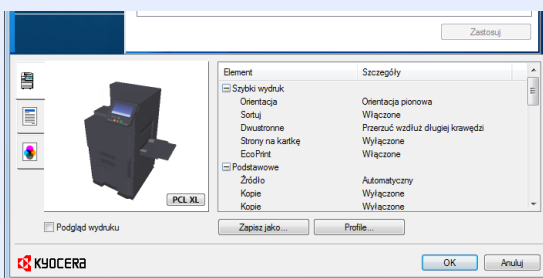 Zastosuj
Element Szczegóły
Szybki wydruk
Orientacja Orientacja pionowa
Sortuj Włączone
Dwustronne Przerzuć wzdłuż długiej krawędzi
Strony na kartkę Wyłączone
EcoPrint Włączone
Podstawowe
Źródło Automatyczny
Kopie Wyłączone
Kopie Wyłączone
PCL XL
Podgląd wydruku Zapisz jako... Profile...
KYOCERA OK Anuluj